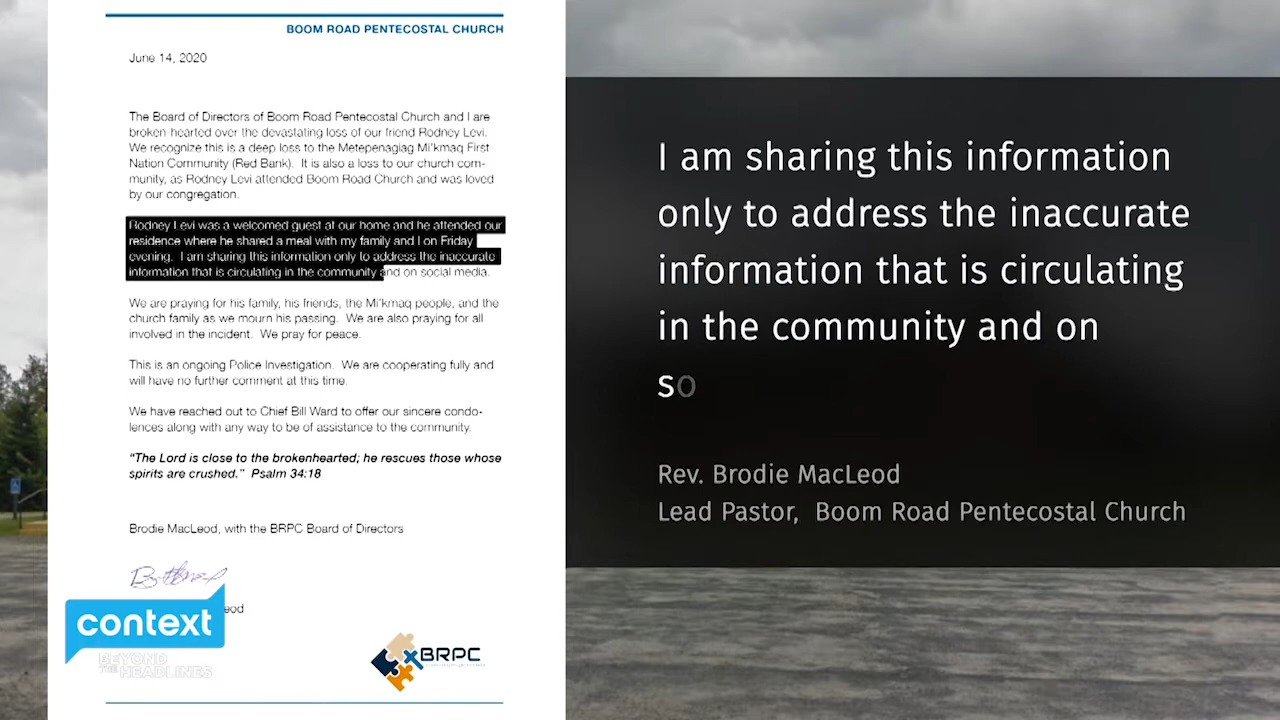 BOOM ROAD PENTECOSTAL CHURCH
June 14, 2020
The Board of Directors of Boom Road Pentecostal Church and I are
broken-hearted over the devastating loss of our friend Rodney Levi.
We recognize this is a deep loss to the Metepenagiag Mi'kmaq First
Nation Community (Red Bank). It is also a loss to our church com-
munity, as Rodney Levi attended Boom Road Church and was loved
by our congregation.
Rodney Levi was a welcomed guest at our home and he attended our
residence where he shared a meal with my family and I on Friday
evening. I am sharing this information only to address the inaccurate
information that is circulating in the community and on social media.
We are praying for his family, his friends, the Mi'kmaq people, and the
church family as we mourn his passing. We are also praying for all
involved in the incident. We pray for peace.
This is an ongoing Police Investigation. We are cooperating fully and
will have no further comment at this time.
We have reached out to Chief Bill Ward to offer our sincere condo-
lences along with any way to be of assistance to the community.
“The Lord is close to the brokenhearted; he rescues those whose
spirits are crushed.” Psalm 34:18
Brodie MacLeod, with the BRPC Board of Directors
eod
context
BEYOND
THE HEADLINES
BRPC
I am sharing this information
only to address the inaccurate
information that is circulating
in the community and on
so
Rev. Brodie MacLeod
Lead Pastor, Boom Road Pentecostal Church